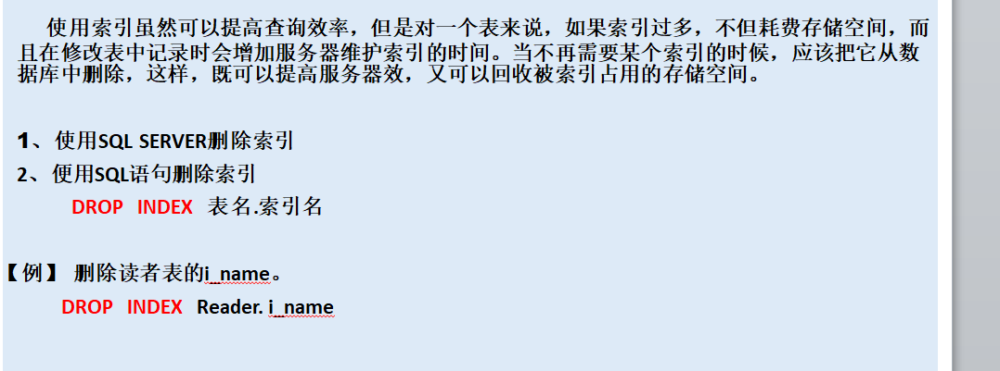 使用索引虽然可以提高查询效率，但是对一个表来说，如果索引过多，不但耗费存储空间，而
且在修改表中记录时会增加服务器维护索引的时间。当不再需要某个索引的时候，应该把它从数
据库中删除，这样，既可以提高服务器效，又可以回收被索引占用的存储空间。
1、使用SQL SERVER删除索引
2、便用SQL语句删除索引
DROP INDEX 表名.索引名
【例】 删除读者表的i_name。
DROP INDEX Reader. i_name